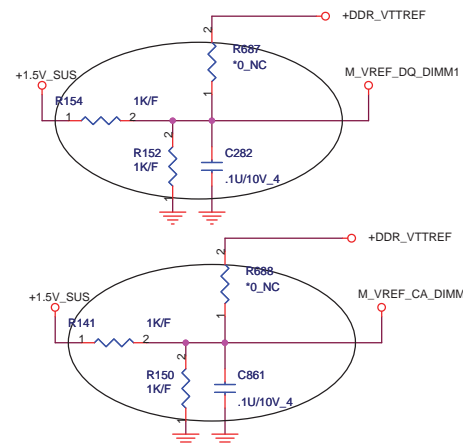 +DDR_VTTREF
2
R687
*0_NC
1
+1.5V_SUS
M_VREF_DQ_DIMM1
R154
1K/F
1
2
R152
1K/F
2
1
C282
.1U/10V_4
+DDR_VTTREF
2
R688
*0_NC
1
+1.5V_SUS
M_VREF_CA_DIMM
R141
1K/F
1
2
R150
1K/F
2
1
C861
.1U/10V_4